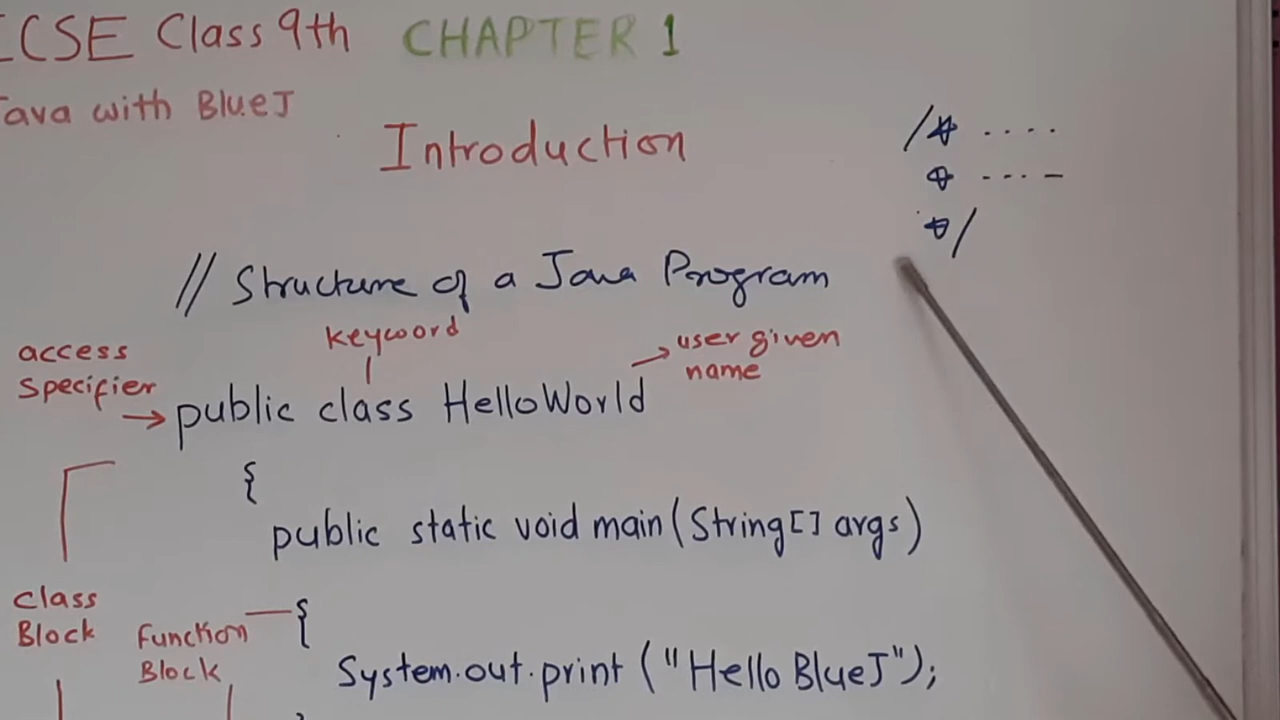 ICSE Class 9th CHAPTER 1
Java with BlueJ
Introduction
/* ....
* ---- 
*/
// Structure of a Java Program
keyword
access
specifier
user given
name
→ public class HelloWorld
{
public static void main(String[] args)
class
Block
Function
Block
{
System.out.print ("Hello BlueJ");